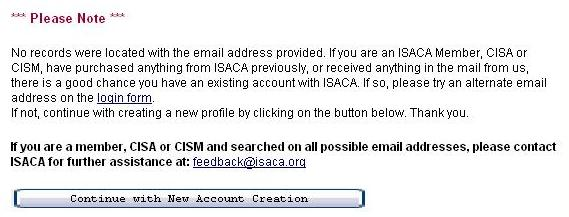 *** Please Note ***
No records were located with the email address provided. If you are an ISACA Member, CISA or
CISM, have purchased anything from ISACA previously, or received anything in the mail from us,
there is a good chance you have an existing account with ISACA. If so, please try an alternate email
address on the login form.
If not, continue with creating a new profile by clicking on the button below. Thank you.
If you are a member, CISA or CISM and searched on all possible email addresses, please contact
ISACA for further assistance at: feedback@isaca.org
Continue with New Account Creation